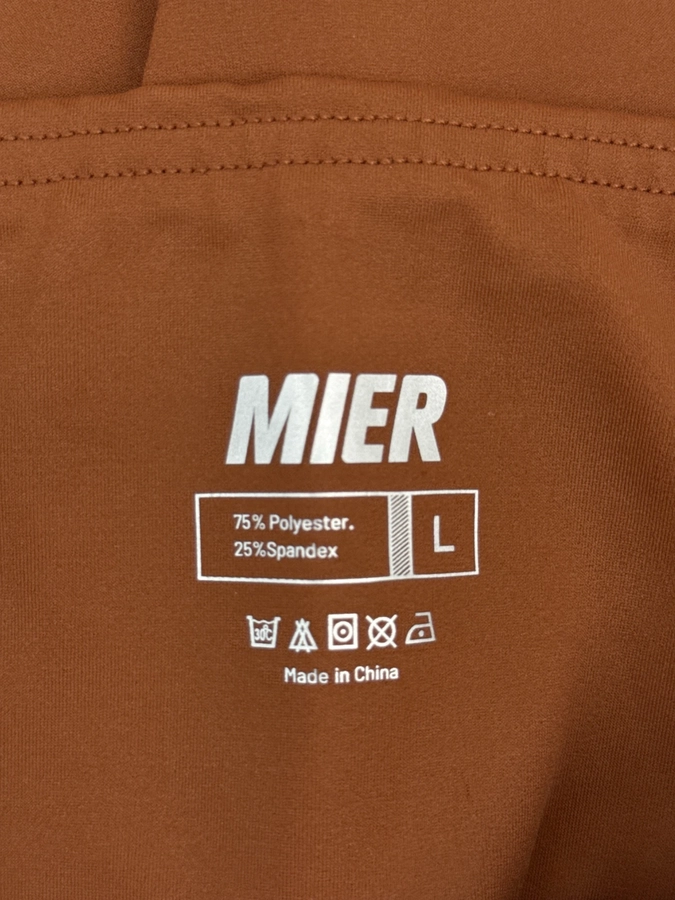 MIER
75% Polyester.
25%Spandex
L
30°C
Made in China